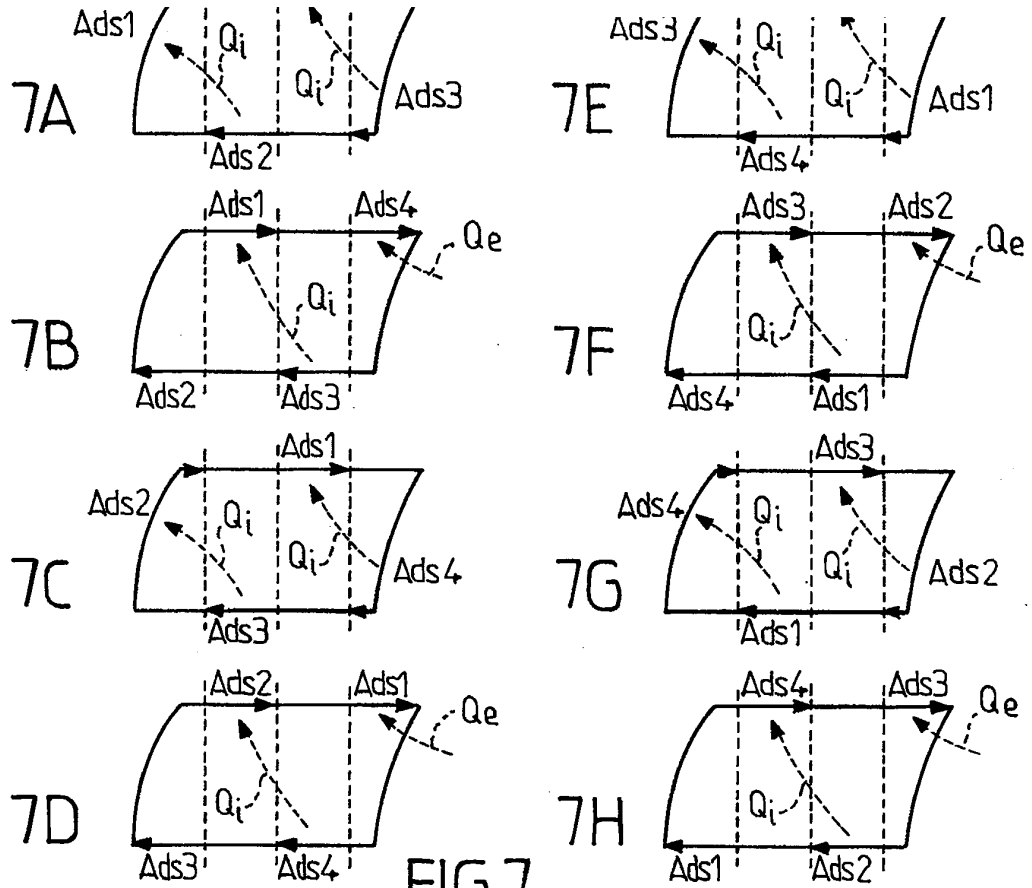 Ads1 Qi Qi Ads3
7A
Ads2
Ads3 Qi Qi Ads1
7E
Ads4
Ads1 Ads4 Qe
7B Qi
Ads2 Ads3
Ads3 Ads2 Qe
7F Qi
Ads4 Ads1
Ads1
Ads2 Qi Qi Ads4
7C
Ads3
Ads3
Ads4 Qi Qi Ads2
7G
Ads1
Ads2 Ads1 Qe
7D Qi
Ads3 Ads4
Ads4 Ads3 Qe
7H Qi
Ads1 Ads2
FIG.7